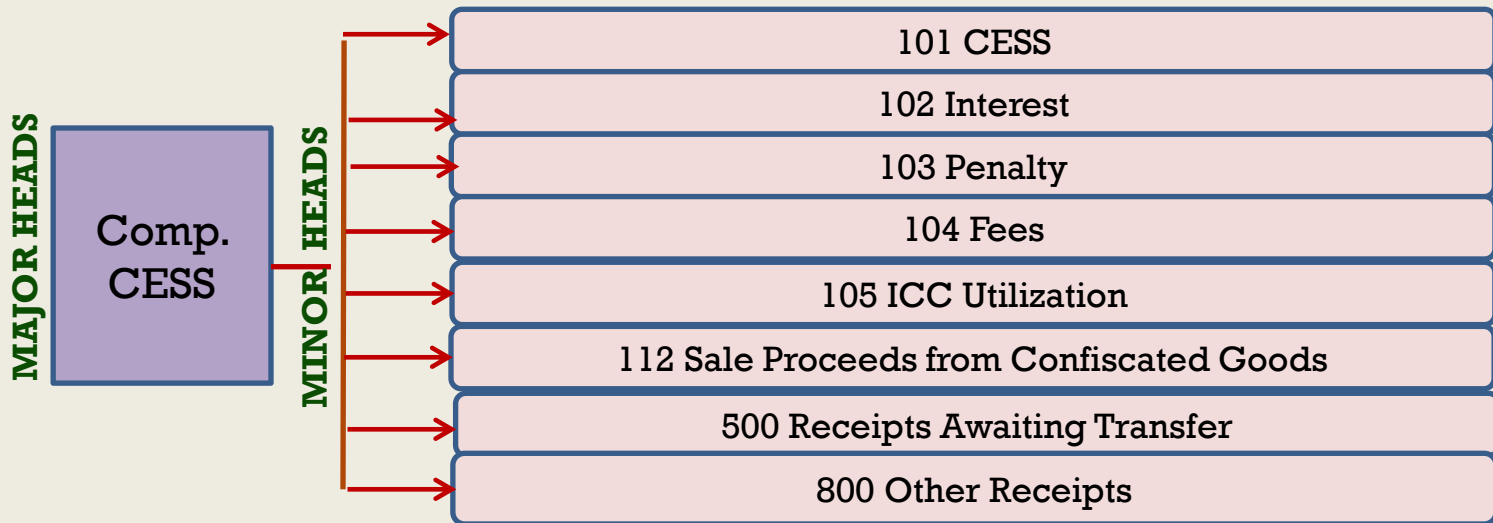 MAJOR HEADS
Comp.
CESS
MINOR HEADS
101 CESS
102 Interest
103 Penalty
104 Fees
105 ICC Utilization
112 Sale Proceeds from Confiscated Goods
500 Receipts Awaiting Transfer
800 Other Receipts